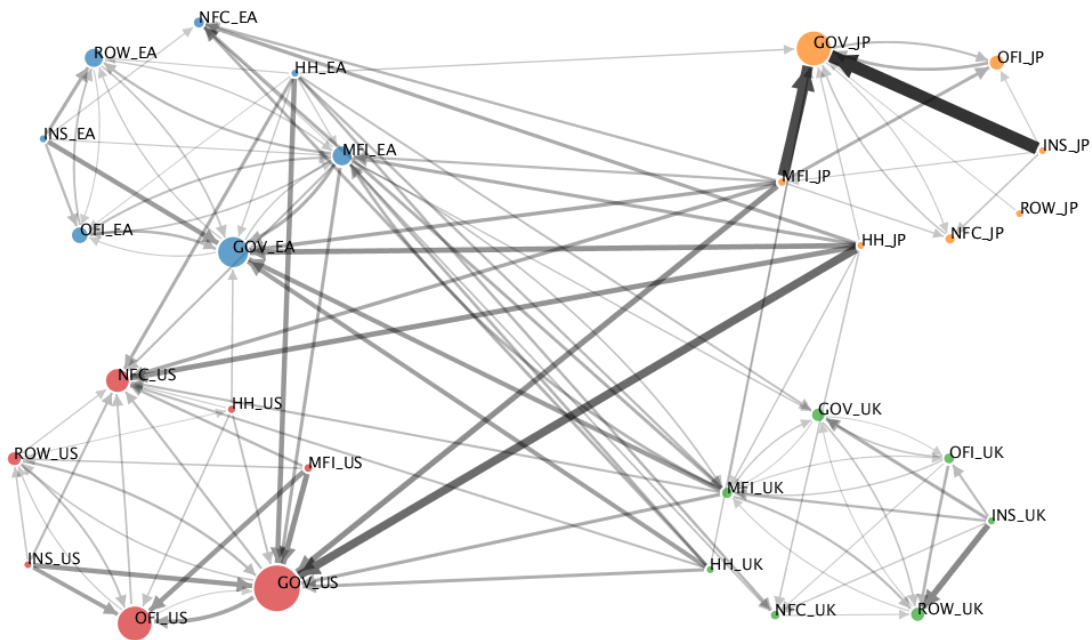 NFC_EA
GOV_JP
ROW_EA
OFI_JP
HH_EA
INS_EA
INS_JP
MFI_EA
MFI_JP
ROW_JP
OFI_EA
NFC_JP
HH_JP
GOV_EA
NFC_US
HH_US
GOV_UK
ROW_US
OFI_UK
MFI_US
MFI_UK
INS_UK
INS_US
HH_UK
GOV_US
NFC_UK
ROW_UK
OFI_US